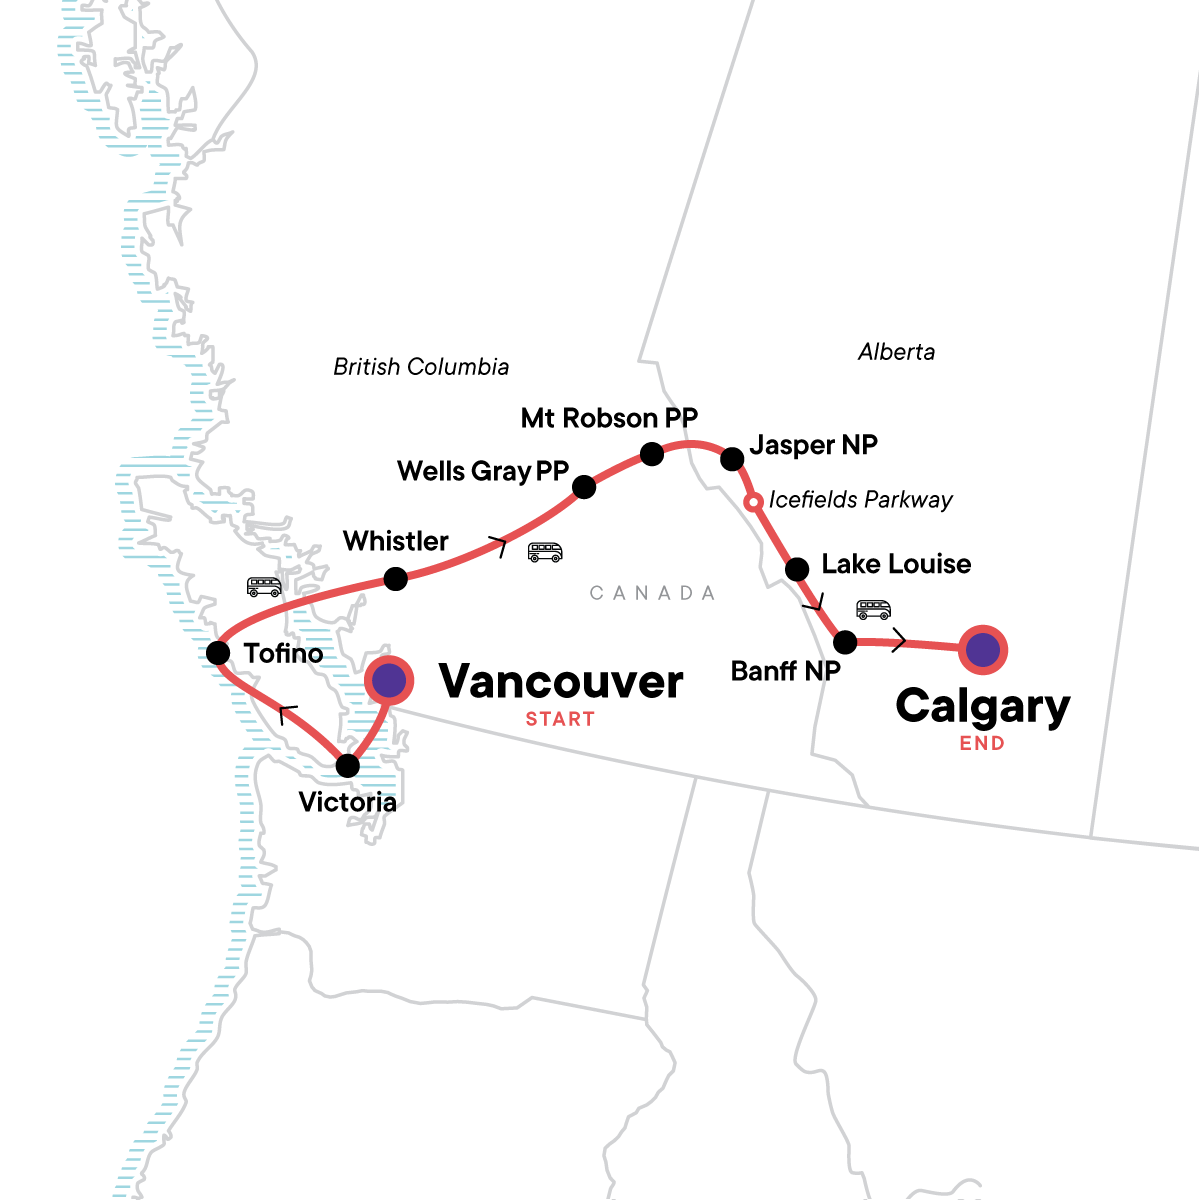 British Columbia
Alberta
Mt Robson PP
Jasper NP
Wells Gray PP
Icefields Parkway
Whistler
Lake Louise
CANADA
Tofino
Vancouver
START
Banff NP
Calgary
END
Victoria